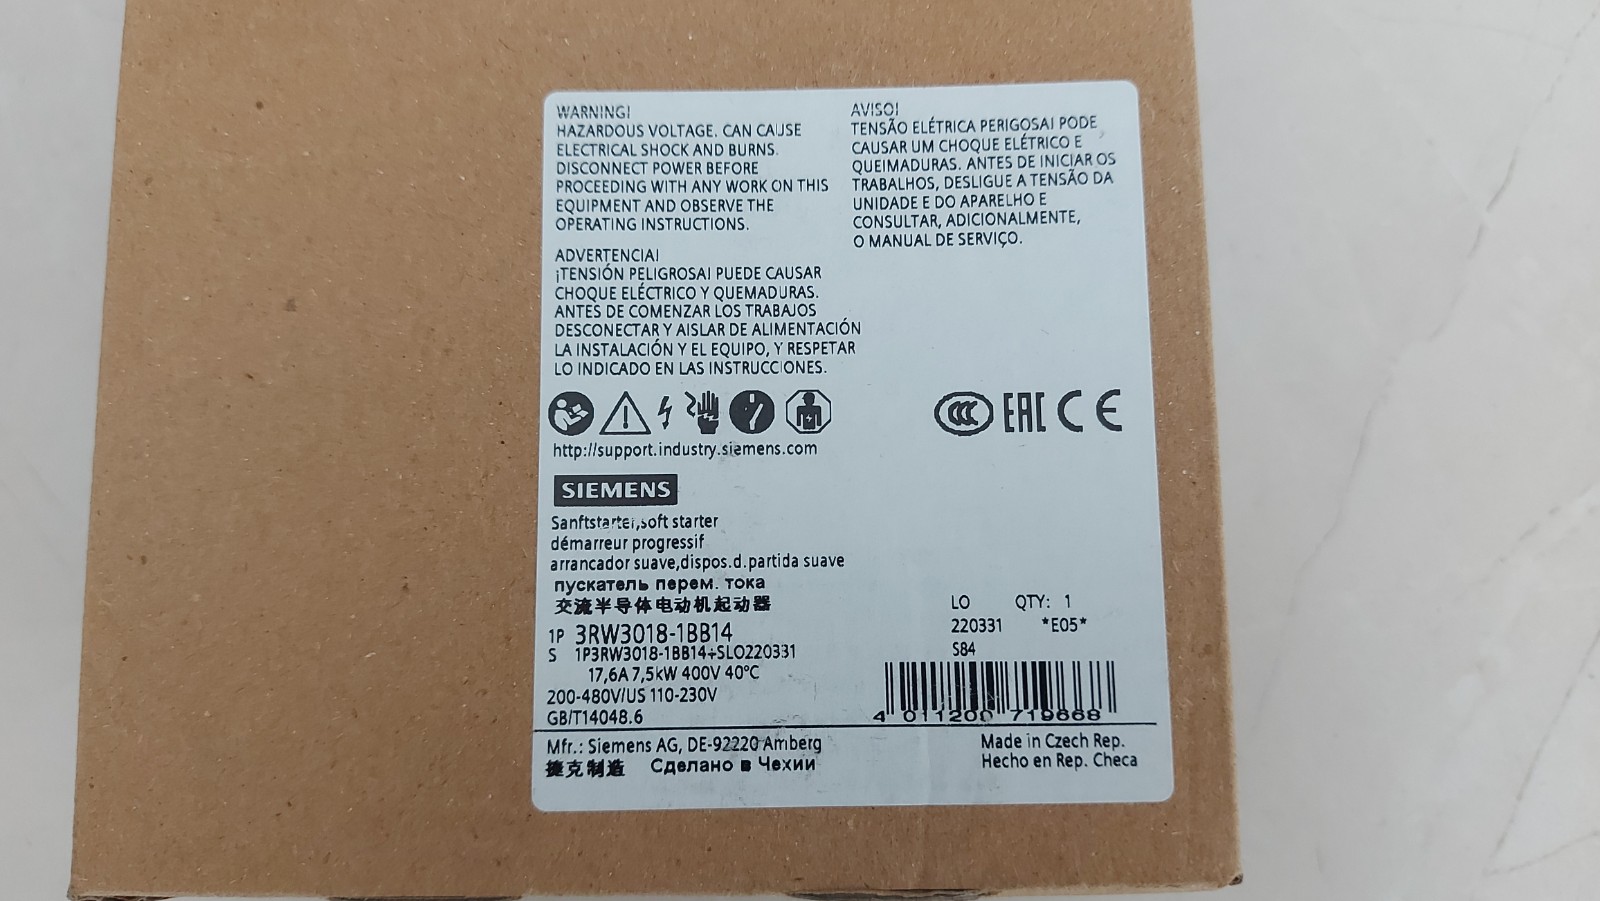 WARNING!
HAZARDOUS VOLTAGE. CAN CAUSE
ELECTRICAL SHOCK AND BURNS.
DISCONNECT POWER BEFORE
PROCEEDING WITH ANY WORK ON THIS
EQUIPMENT AND OBSERVE THE
OPERATING INSTRUCTIONS.
ADVERTENCIA!
¡TENSIÓN PELIGROSA! PUEDE CAUSAR
CHOQUE ELÉCTRICO Y QUEMADURAS.
ANTES DE COMENZAR LOS TRABAJOS
DESCONECTAR Y AISLAR DE ALIMENTACIÓN
LA INSTALACIÓN Y EL EQUIPO, Y RESPETAR
LO INDICADO EN LAS INSTRUCCIONES.
AVISO!
TENSÃO ELÉTRICA PERIGOSA! PODE
CAUSAR UM CHOQUE ELÉTRICO E
QUEIMADURAS. ANTES DE INICIAR OS
TRABALHOS, DESLIGUE A TENSÃO DA
UNIDADE E DO APARELHO E
CONSULTAR, ADICIONALMENTE,
O MANUAL DE SERVIÇO.
CCC EAC CE
http://support.industry.siemens.com
SIEMENS
Sanftstarter,soft starter
démarreur progressif
arrancador suave,dispos.d.partida suave
пускатель перем. тока
交流半导体电动机起动器
1P 3RW3018-1BB14
S 1P3RW3018-1BB14+SLO220331
17,6A 7,5kW 400V 40°C
200-480V/US 110-230V
GB/T14048.6
LO QTY: 1
220331 *E05*
S84
4 011200 719668
Mfr.: Siemens AG, DE-92220 Amberg
捷克制造 Сделано в Чехии
Made in Czech Rep.
Hecho en Rep. Checa